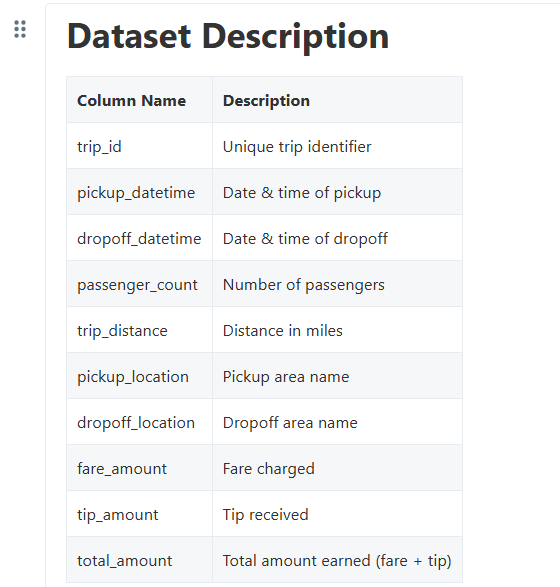 Dataset Description
Column Name Description
trip_id Unique trip identifier
pickup_datetime Date & time of pickup
dropoff_datetime Date & time of dropoff
passenger_count Number of passengers
trip_distance Distance in miles
pickup_location Pickup area name
dropoff_location Dropoff area name
fare_amount Fare charged
tip_amount Tip received
total_amount Total amount earned (fare + tip)